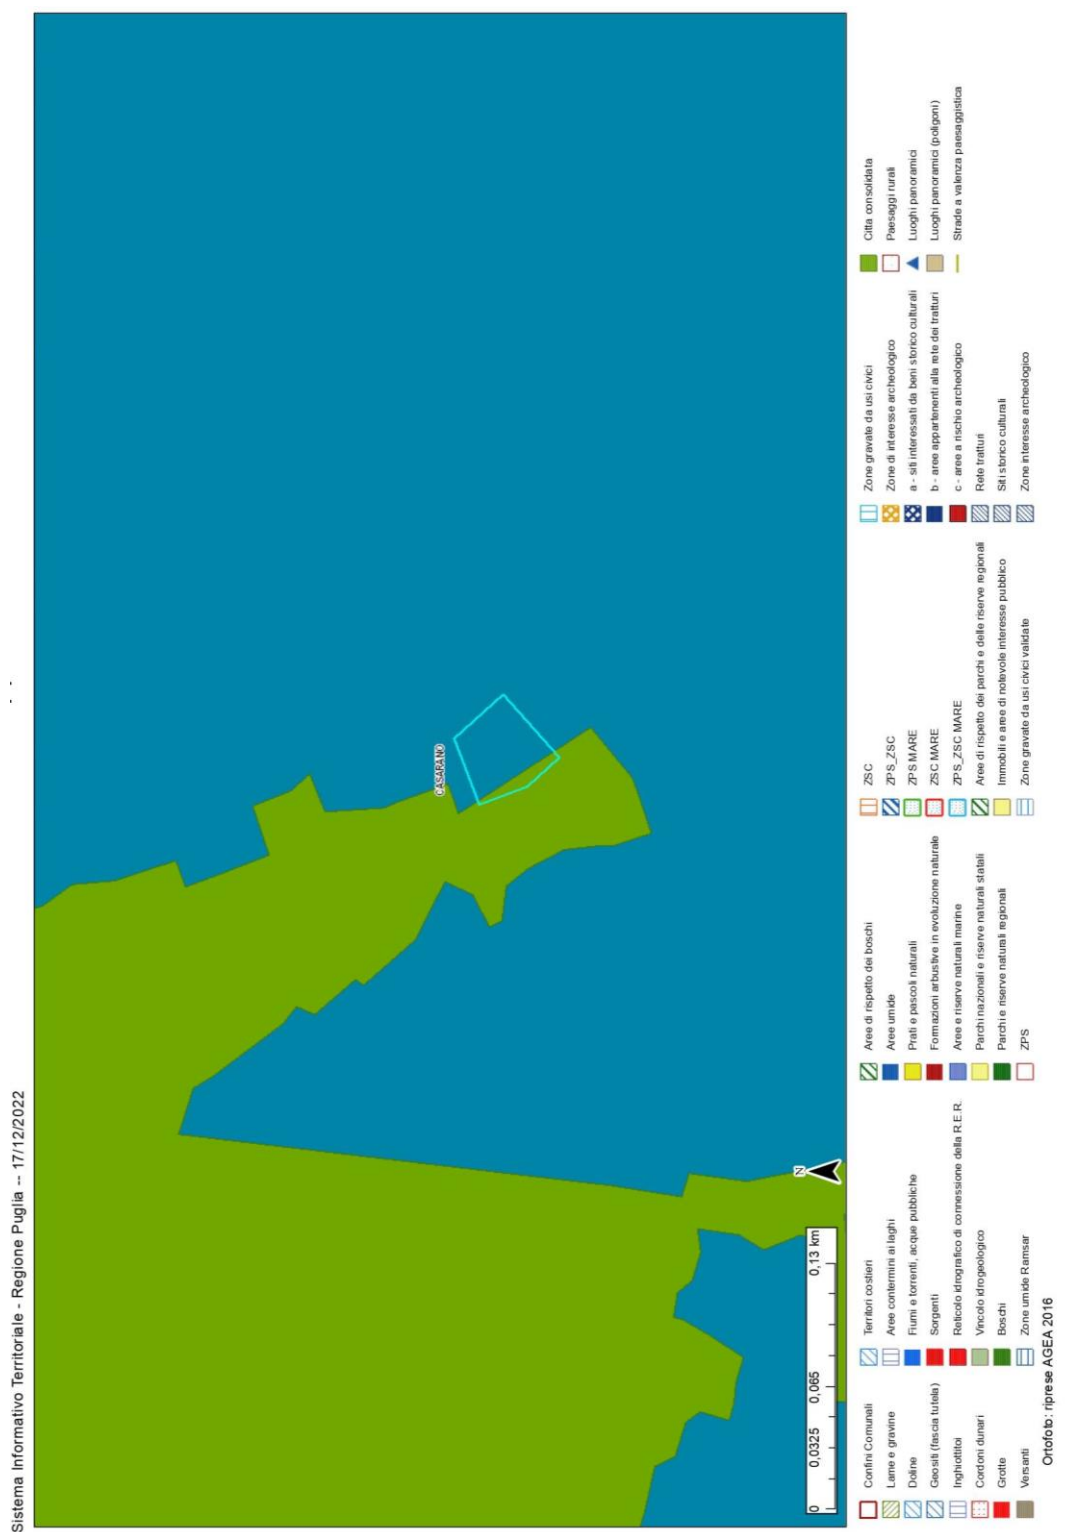 Sistema Informativo Territoriale - Regione Puglia -- 17/12/2022
CASARANO
N
0 0,0325 0,065 0,13 km
Confini Comunali
Lame e gravine
Doline
Geositi (fascia tutela)
Inghiottitoi
Cordoni dunari
Grotte
Versanti
Territori costieri
Aree contermini ai laghi
Fiumi e torrenti, acque pubbliche
Sorgenti
Reticolo idrografico di connessione della R.E.R.
Vincolo idrogeologico
Boschi
Zone umide Ramsar
Aree di rispetto dei boschi
Aree umide
Prati e pascoli naturali
Formazioni arbustive in evoluzione naturale
Aree e riserve naturali marine
Parchi nazionali e riserve naturali statali
Parchi e riserve naturali regionali
ZPS
ZSC
ZPS_ZSC
ZPS MARE
ZSC MARE
ZPS_ZSC MARE
Aree di rispetto dei parchi e delle riserve regionali
Immobili e aree di notevole interesse pubblico
Zone gravate da usi civici validate
Zone gravate da usi civici
Zone di interesse archeologico
a - siti interessati da beni storico culturali
b - aree appartenenti alla rete dei tratturi
c - aree a rischio archeologico
Rete tratturi
Siti storico culturali
Zone interesse archeologico
Citta consolidata
Paesaggi rurali
Luoghi panoramici
Luoghi panoramici (poligoni)
Strade a valenza paesaggistica
Ortofoto: riprese AGEA 2016